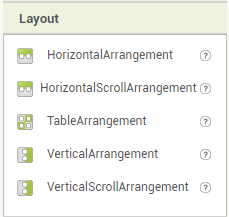 Layout
HorizontalArrangement ?
HorizontalScrollArrangement ?
TableArrangement ?
VerticalArrangement ?
VerticalScrollArrangement ?